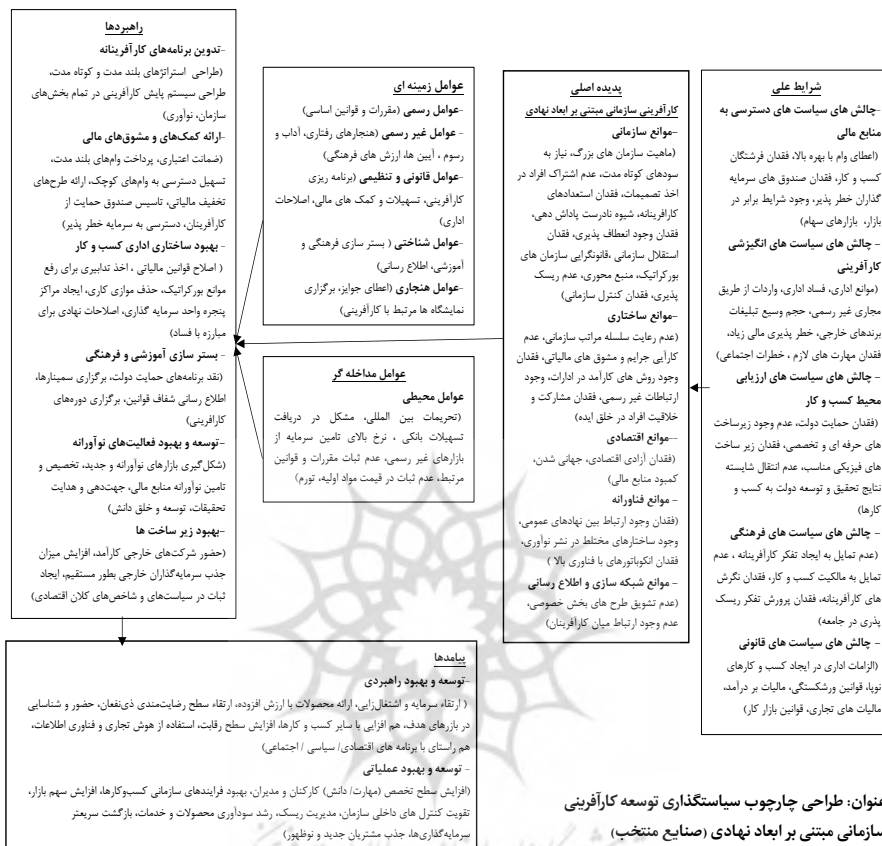 شرایط علی
-چالش های سیاست های دسترسی به
منابع مالی
(اعطای وام با بهره بالا، فقدان فرشتگان
کسب و کار، فقدان صندوق های سرمایه
گذاران خطر پذیر، وجود شرایط برابر در
بازار، بازارهای سهام)
- چالش های سیاست های انگیزشی
کارآفرینی
(موانع اداری، فساد اداری، واردات از طریق
مجاری غیر رسمی، حجم وسیع تبلیغات
برندهای خارجی، خطر پذیری مالی زیاد،
فقدان مهارت های لازم ، خطرات اجتماعی)
- چالش های سیاست های ارزیابی
محیط کسب و کار
(فقدان حمایت دولت، عدم وجود زیرساخت
های حرفه ای و تخصصی، فقدان زیر ساخت
های فیزیکی مناسب، عدم انتقال شایسته
نتایج تحقیق و توسعه دولت به کسب و
کارها)
- چالش های سیاست های فرهنگی
(عدم تمایل به ایجاد تفکر کارآفرینانه ، عدم
تمایل به مالکیت کسب و کار، فقدان نگرش
های کارآفرینانه، فقدان پرورش تفکر ریسک
پذری در جامعه)
- چالش های سیاست های قانونی
(الزامات اداری در ایجاد کسب و کارهای
نوپا، قوانین ورشکستگی، مالیات بر درآمد،
مالیات های تجاری، قوانین بازار کار)
پدیده اصلی
کارآفرینی سازمانی مبتنی بر ابعاد نهادی
-موانع سازمانی
(ماهیت سازمان های بزرگ، نیاز به
سودهای کوتاه مدت، عدم اشتراک افراد در
اخذ تصمیمات، فقدان استعدادهای
کارافرینانه، شیوه نادرست پاداش دهی،
فقدان وجود انعطاف پذیری، فقدان
استقلال سازمانی ،قانونگرایی سازمان های
بورکراتیک، منبع محوری، عدم ریسک
پذیری، فقدان کنترل سازمانی)
-موانع ساختاری
(عدم رعایت سلسله مراتب سازمانی، عدم
کارآیی جرایم و مشوق های مالیاتی، فقدان
وجود روش های کارآمد در ادارات، وجود
ارتباطات غیر رسمی، فقدان مشارکت و
خلاقیت افراد در خلق ایده)
--موانع اقتصادی
(فقدان آزادی اقتصادی، جهانی شدن،
کمبود منابع مالی)
- موانع فناورانه
(فقدان وجود ارتباط بین نهادهای عمومی،
وجود ساختارهای مختلط در نشر نوآوری،
فقدان انکوباتورهای با فناوری بالا )
- موانع شبکه سازی و اطلاع رسانی
(عدم تشویق طرح های بخش خصوصی،
عدم وجود ارتباط میان کارآفرینان)
عوامل زمینه ای
-عوامل رسمی (مقررات و قوانین اساسی)
- عوامل غیر رسمی (هنجارهای رفتاری، آداب و
رسوم ، آیین ها، ارزش های فرهنگی)
-عوامل قانونی و تنظیمی (برنامه ریزی
کارآفرینی، تسهیلات و کمک های مالی، اصلاحات
اداری)
-عوامل شناختی ( بستر سازی فرهنگی و
آموزشی، اطلاع رسانی)
-عوامل هنجاری (اعطای جوایز، برگزاری
نمایشگاه ها مرتبط با کارآفرینی)
عوامل مداخله گر
عوامل محیطی
(تحریمات بین المللی، مشکل در دریافت
تسهیلات بانکی ، نرخ بالای تامین سرمایه از
بازارهای غیر رسمی، عدم ثبات مقررات و قوانین
مرتبط، عدم ثبات در قیمت مواد اولیه، تورم)
راهبردها
-تدوین برنامه‌های کارآفرینانه
(طراحی استراتژهای بلند مدت و کوتاه مدت،
طراحی سیستم پایش کارآفرینی در تمام بخش‌های
سازمان، نوآوری)
-ارائه کمک‌های و مشوق‌های مالی
(ضمانت اعتباری، پرداخت وام‌های بلند مدت،
تسهیل دسترسی به وام‌های کوچک، ارائه طرح‌های
تخفیف مالیاتی، تاسیس صندوق حمایت از
کارآفرینان، دسترسی به سرمایه خطر پذیر)
- بهبود ساختاری اداری کسب و کار
( اصلاح قوانین مالیاتی ، اخذ تدابیری برای رفع
موانع بورکراتیک، حذف موازی کاری، ایجاد مراکز
پنجره واحد سرمایه گذاری، اصلاحات نهادی برای
مبارزه با فساد)
- بستر سازی آموزشی و فرهنگی
(نقد برنامه‌های حمایت دولت، برگزاری سمینارها،
اطلاع رسانی شفاف قوانین، برگزاری دوره‌های
کارافرینی)
-توسعه و بهبود فعالیت‌های نوآورانه
(شکل گیری بازارهای نوآورانه و جدید، تخصیص و
تامین نوآورانه منابع مالی، جهت‌دهی و هدایت
تحقیقات، توسعه و خلق دانش)
-بهبود زیر ساخت ها
(حضور شرکت‌های خارجی کارآمد، افزایش میزان
جذب سرمایه‌گذاران خارجی بطور مستقیم، ایجاد
ثبات در سیاست‌های و شاخص‌های کلان اقتصادی)
پیامدها
-توسعه و بهبود راهبردی
( ارتقاء سرمایه و اشتغال‌زایی، ارائه محصولات با ارزش افزوده، ارتقاء سطح رضایت‌مندی ذی‌نفعان، حضور و شناسایی
در بازرهای هدف، هم افزایی با سایر کسب و کارها، افزایش سطح رقابت، استفاده از هوش تجاری و فناوری اطلاعات،
هم راستای با برنامه های اقتصادی/ سیاسی / اجتماعی)
- توسعه و بهبود عملیاتی
(افزایش سطح تخصص (مهارت/ دانش) کارکنان و مدیران، بهبود فرایندهای سازمانی کسب‌وکارها، افزایش سهم بازار،
تقویت کنترل های داخلی سازمان، مدیریت ریسک، رشد سودآوری محصولات و خدمات، بازگشت سریعتر
سرمایه‌گذاری‌ها، جذب مشتریان جدید و نوظهور)
عنوان: طراحی چارچوب سیاستگذاری توسعه کارآفرینی
سازمانی مبتنی بر ابعاد نهادی (صنایع منتخب)